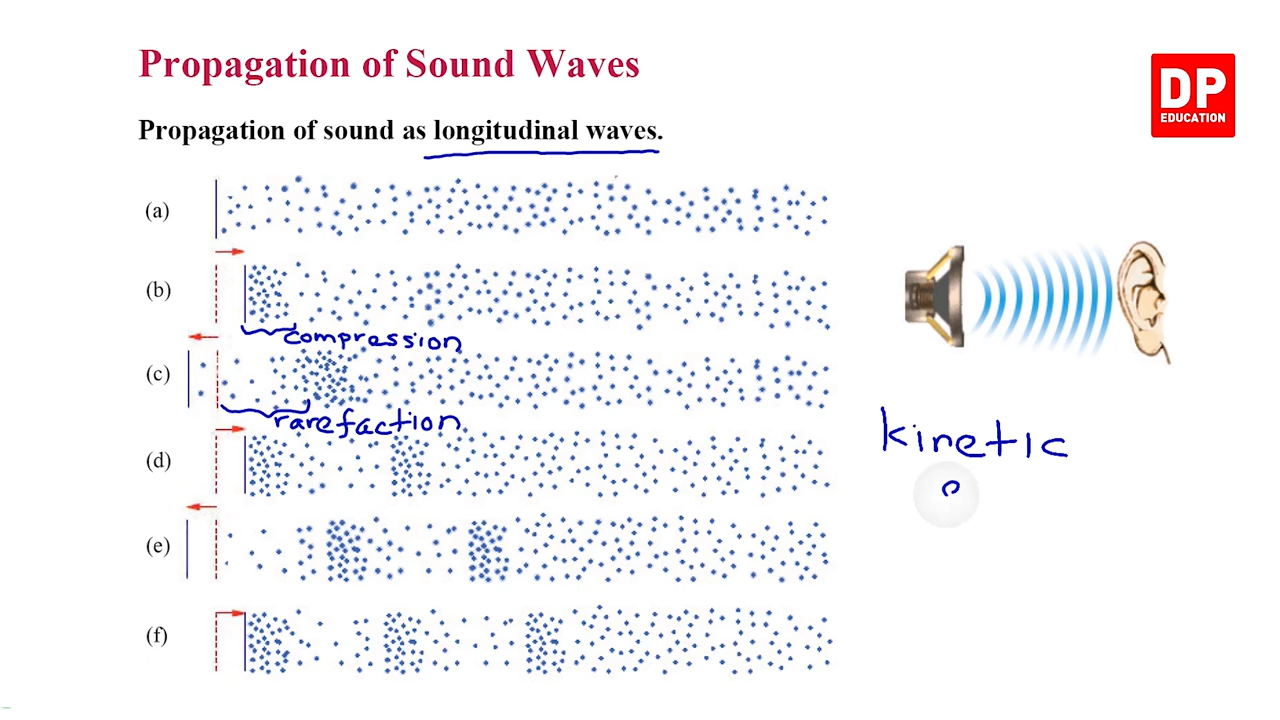 Propagation of Sound Waves
DP
EDUCATION
Propagation of sound as longitudinal waves.
(a)
(b)
compression
(c)
rarefaction
kinetic
(d)
(e)
(f)